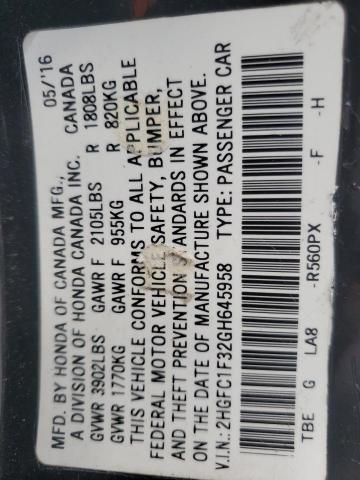 MFD. BY HONDA OF CANADA MFG., 05/'16
A DIVISION OF HONDA CANADA INC. CANADA
GVWR 3902LBS GAWR F 2105LBS R 1808LBS
GVWR 1770KG GAWR F 955KG R 820KG
THIS VEHICLE CONFORMS TO ALL APPLICABLE
FEDERAL MOTOR VEHICLE SAFETY, BUMPER,
AND THEFT PREVENTION STANDARDS IN EFFECT
ON THE DATE OF MANUFACTURE SHOWN ABOVE.
V.I.N.: 2HGFC1F32GH645958 TYPE: PASSENGER CAR
TBE G LA8 -R560PX -F -H